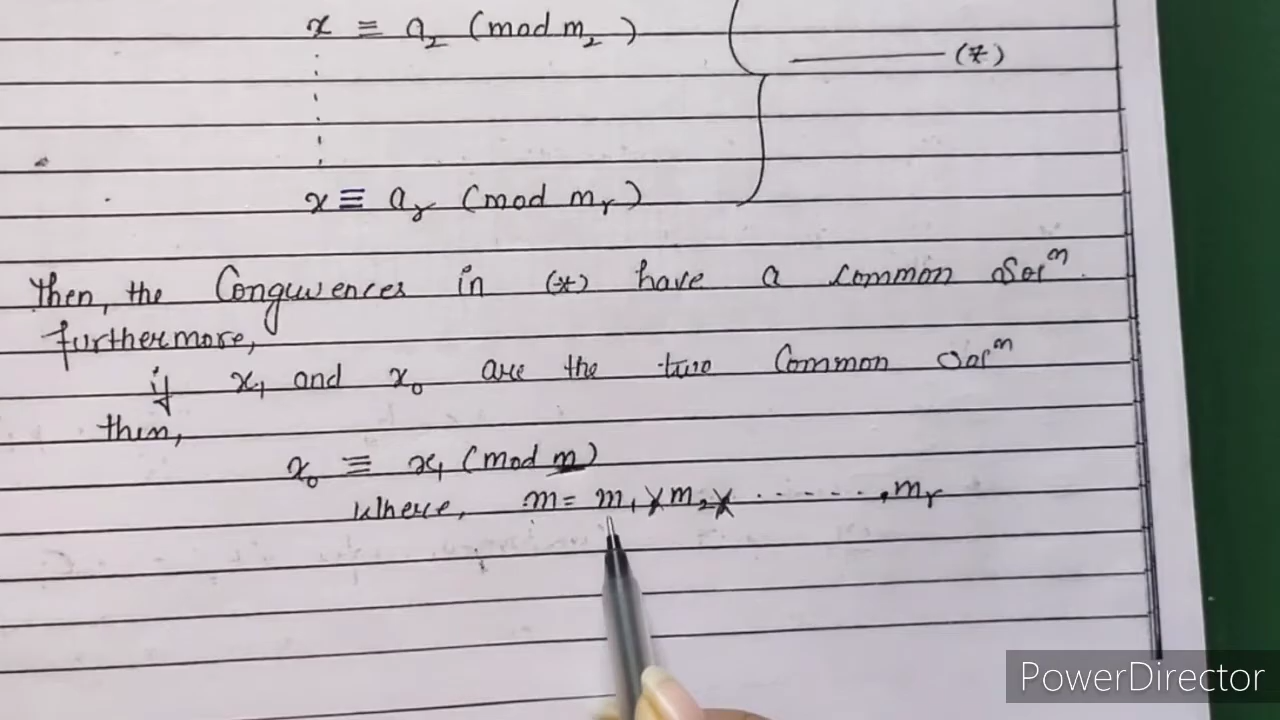 x ≡ a₂ (mod m₂)
(*)
x ≡ aᵣ (mod mᵣ)
Then, the Congruences in (*) have a common Solⁿ.
furthermore,
if x₁ and x₀ are the two Common Solⁿ
then,
x₀ ≡ x₁ (mod m)
where, m = m₁ × m₂ × ......., mᵣ
PowerDirector